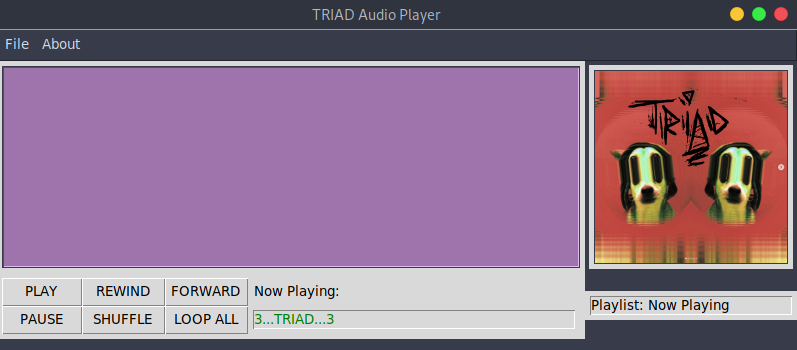 TRIAD Audio Player
File About
TRIAD
PLAY REWIND FORWARD Now Playing:
PAUSE SHUFFLE LOOP ALL 3...TRIAD...3
Playlist: Now Playing